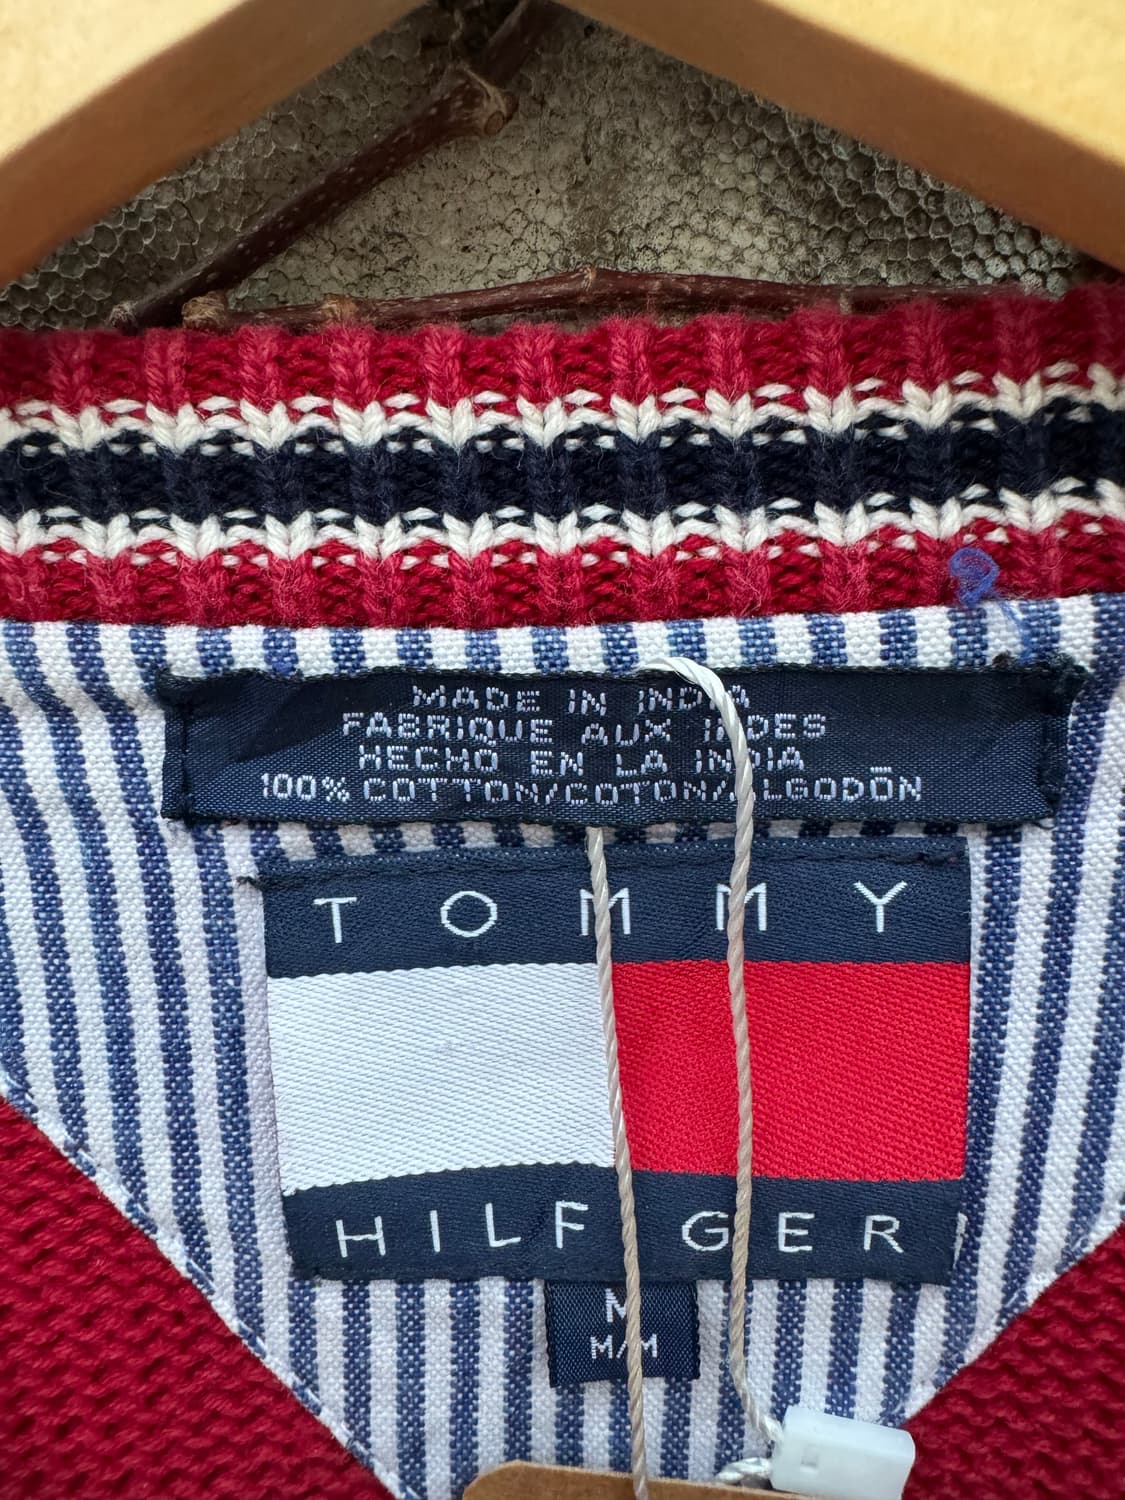 MADE IN INDIA
FABRIQUE AUX INDES
HECHO EN LA INDIA
100% COTTON/COTON/ALGODÓN
TOMMY
HILFIGER
M
M/M